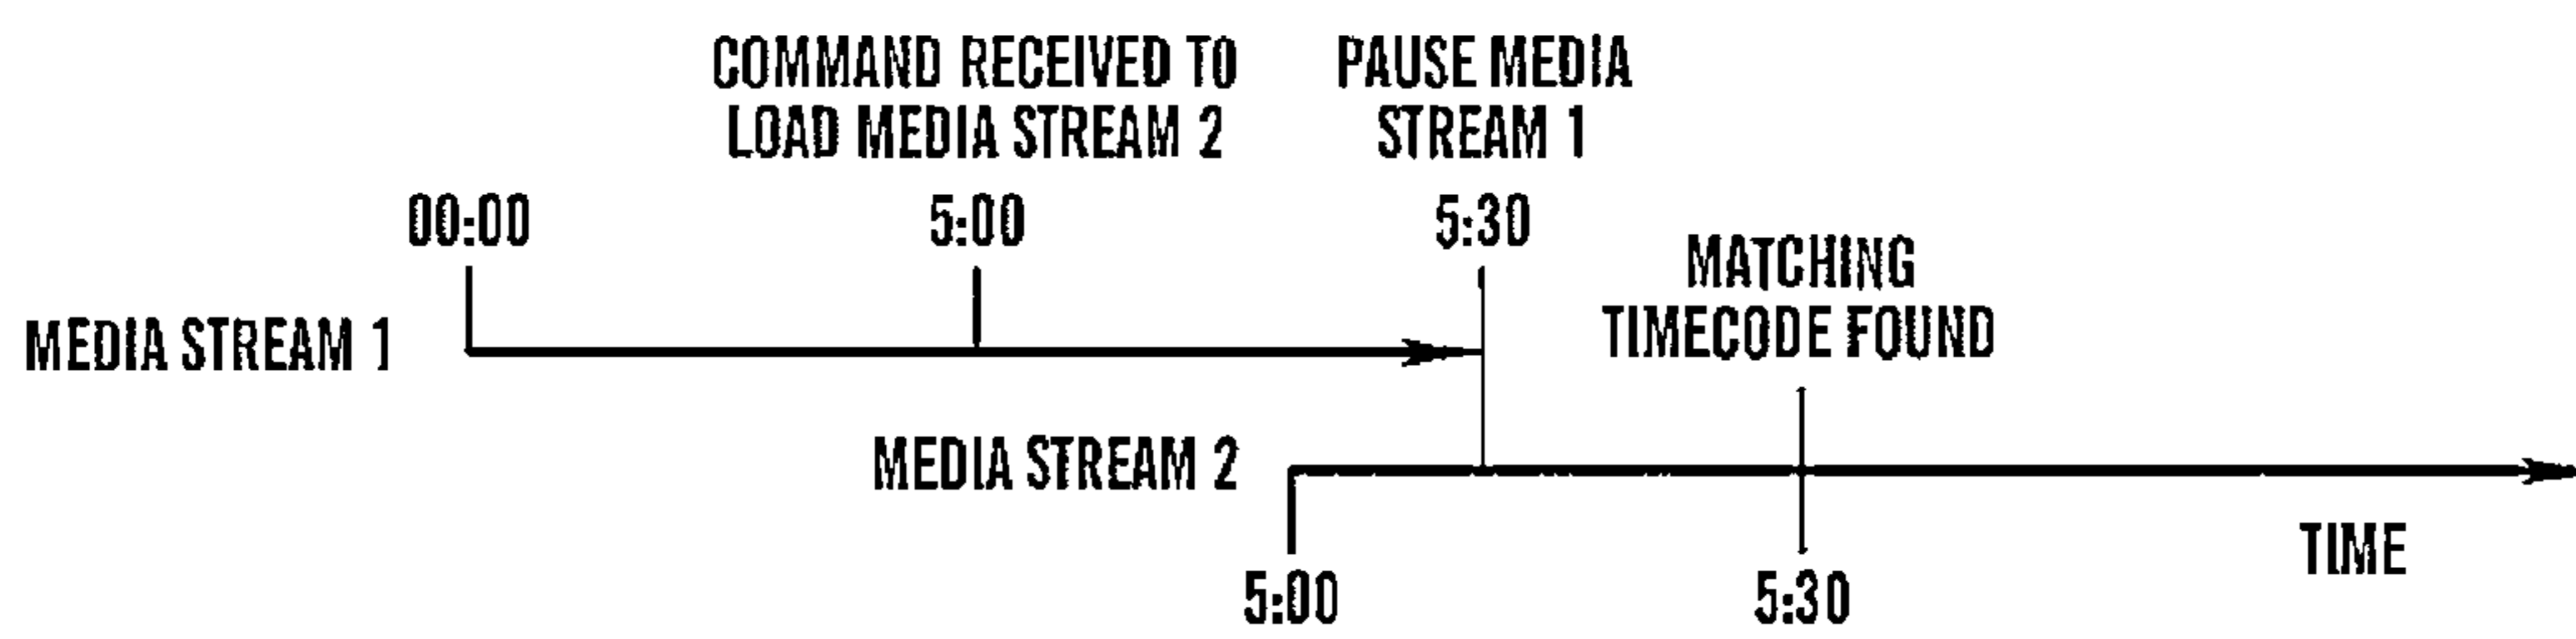 COMMAND RECEIVED TO
LOAD MEDIA STREAM 2
PAUSE MEDIA
STREAM 1
00:00
5:00
5:30
MATCHING
TIMECODE FOUND
MEDIA STREAM 1
MEDIA STREAM 2
TIME
5:00
5:30